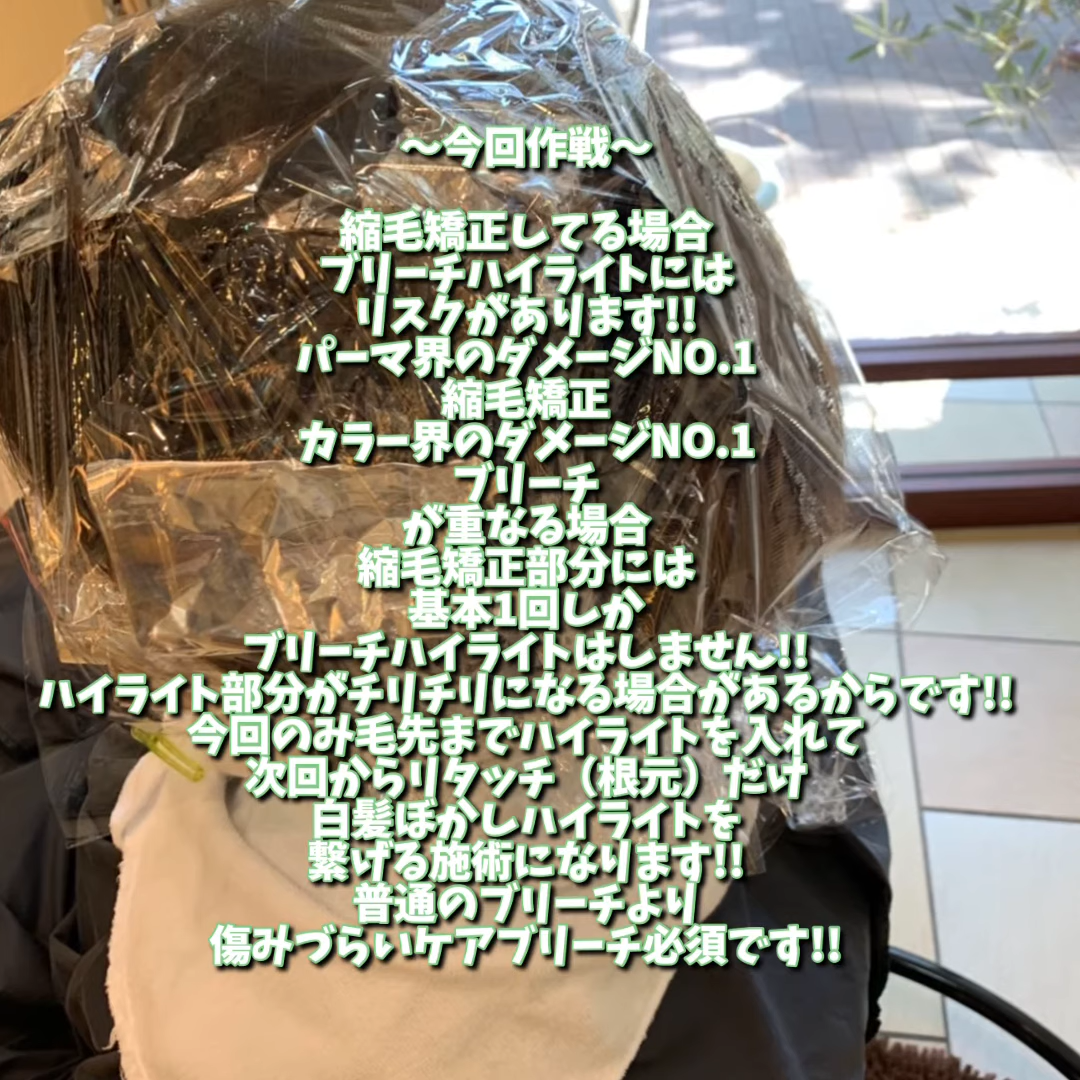 ～今回作戦～
縮毛矯正してる場合
ブリーチハイライトには
リスクがあります!!
パーマ界のダメージNO.1
縮毛矯正
カラー界のダメージNO.1
ブリーチ
が重なる場合
縮毛矯正部分には
基本1回しか
ブリーチハイライトはしません!!
ハイライト部分がチリチリになる場合があるからです!!
今回のみ毛先までハイライトを入れて
次回からリタッチ（根元）だけ
白髪ぼかしハイライトを
繋げる施術になります!!
普通のブリーチより
傷みづらいケアブリーチ必須です!!